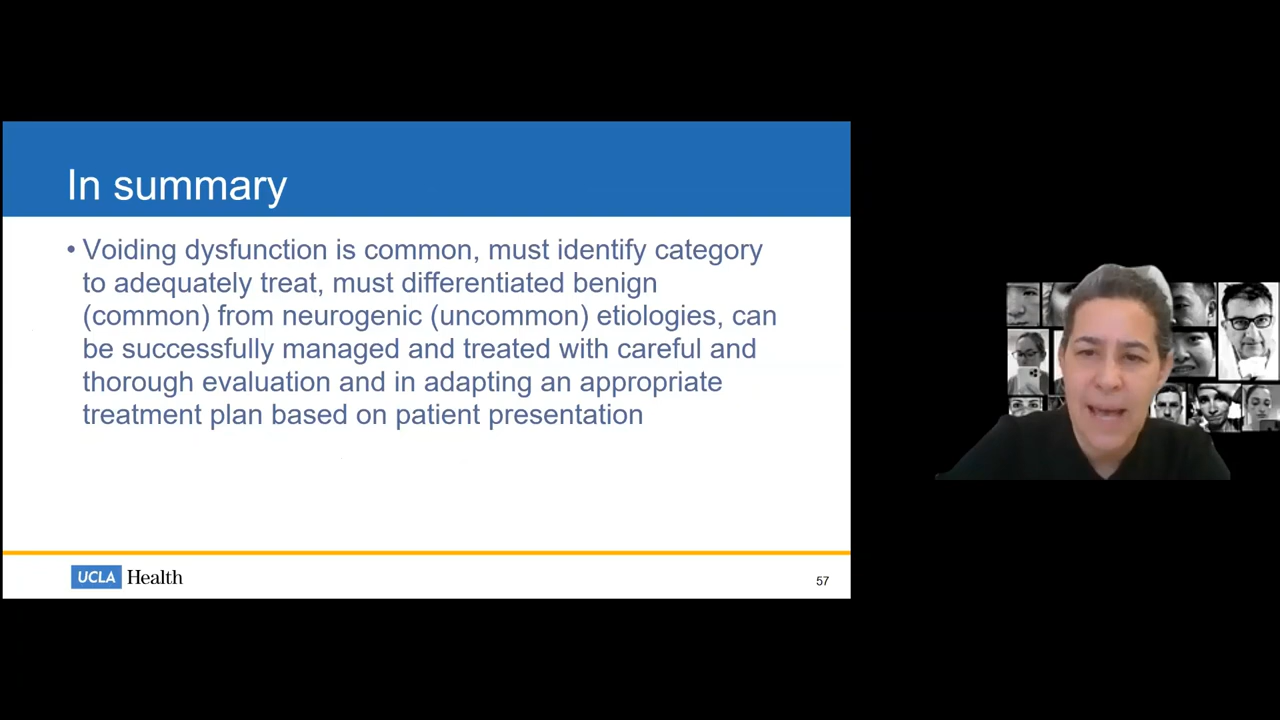 In summary
• Voiding dysfunction is common, must identify category
to adequately treat, must differentiated benign
(common) from neurogenic (uncommon) etiologies, can
be successfully managed and treated with careful and
thorough evaluation and in adapting an appropriate
treatment plan based on patient presentation
UCLA Health
57